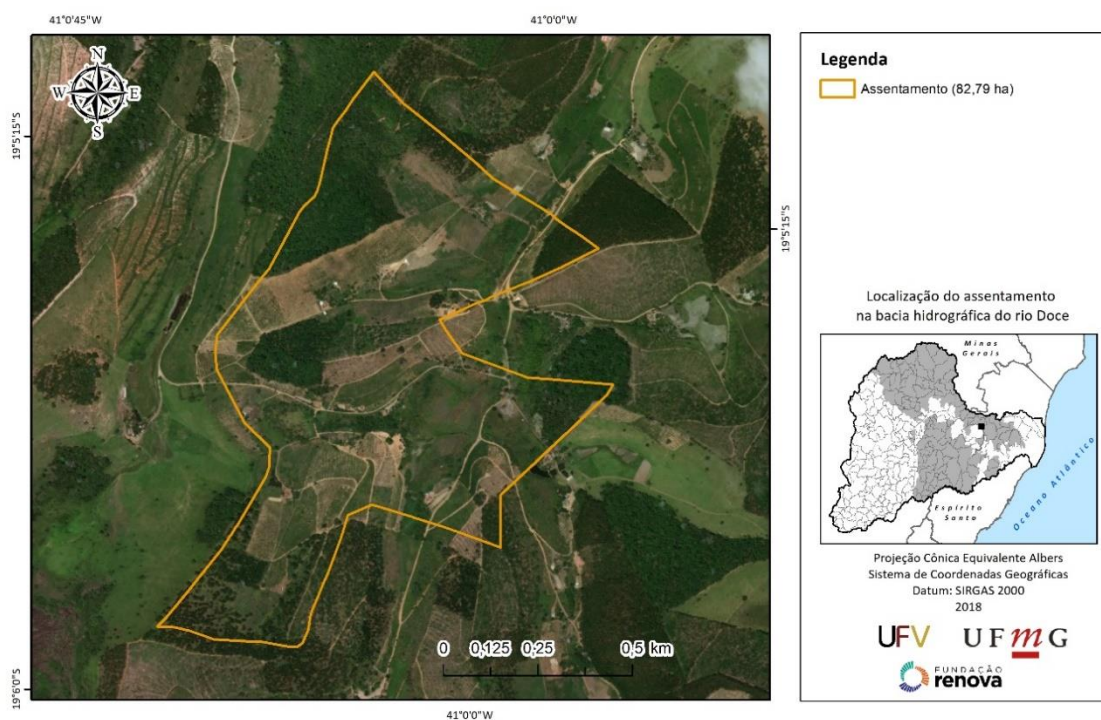 41°0'45"W
41°0'0"W
N
W
E
S
19°5'15"S
19°5'15"S
19°6'0"S
41°0'0"W
0 0,125 0,25 0,5 km
Legenda
Assentamento (82,79 ha)
Localização do assentamento
na bacia hidrográfica do rio Doce
Minas
Gerais
Espírito
Santo
Oceano Atlântico
Projeção Cônica Equivalente Albers
Sistema de Coordenadas Geográficas
Datum: SIRGAS 2000
2018
UFV UFmG
FUNDAÇÃO
renova